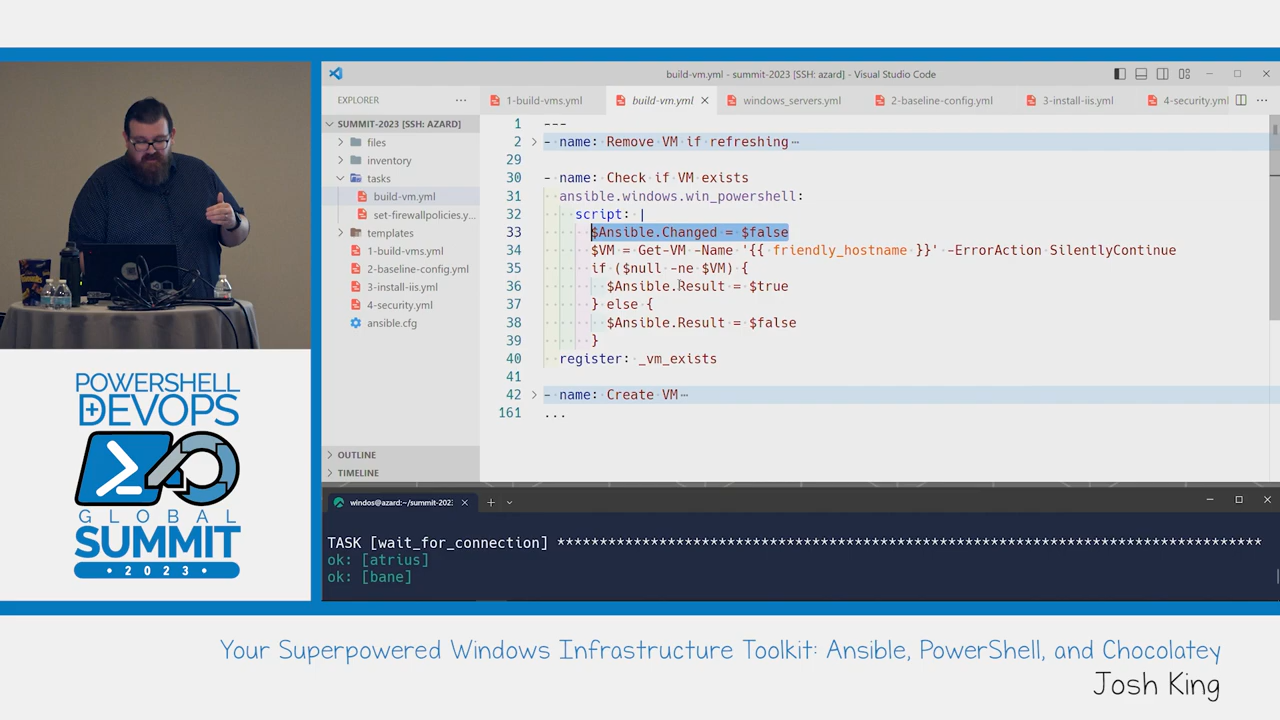 build-vm.yml - summit-2023 [SSH: azard] - Visual Studio Code
EXPLORER
···
1-build-vms.yml
build-vm.yml
windows_servers.yml
2-baseline-config.yml
3-install-iis.yml
4-security.yml
SUMMIT-2023 [SSH: AZARD]
files
inventory
tasks
build-vm.yml
set-firewallpolicies.y...
templates
1-build-vms.yml
2-baseline-config.yml
3-install-iis.yml
4-security.yml
ansible.cfg
OUTLINE
TIMELINE
1 ---
2 - name: Remove VM if refreshing···
29
30 - name: Check if VM exists
31 ansible.windows.win_powershell:
32 script: |
33 $Ansible.Changed = $false
34 $VM = Get-VM -Name '{{ friendly_hostname }}' -ErrorAction SilentlyContinue
35 if ($null -ne $VM) {
36 $Ansible.Result = $true
37 } else {
38 $Ansible.Result = $false
39 }
40 register: _vm_exists
41
42 - name: Create VM···
161 ...
windos@azard:~/summit-202:
TASK [wait_for_connection] ******************************************************************************************
ok: [atrius]
ok: [bane]
POWERSHELL
+DEVOPS
GLOBAL
SUMMIT
· 2 0 2 3 ·
Your Superpowered Windows Infrastructure Toolkit: Ansible, PowerShell, and Chocolatey
Josh King